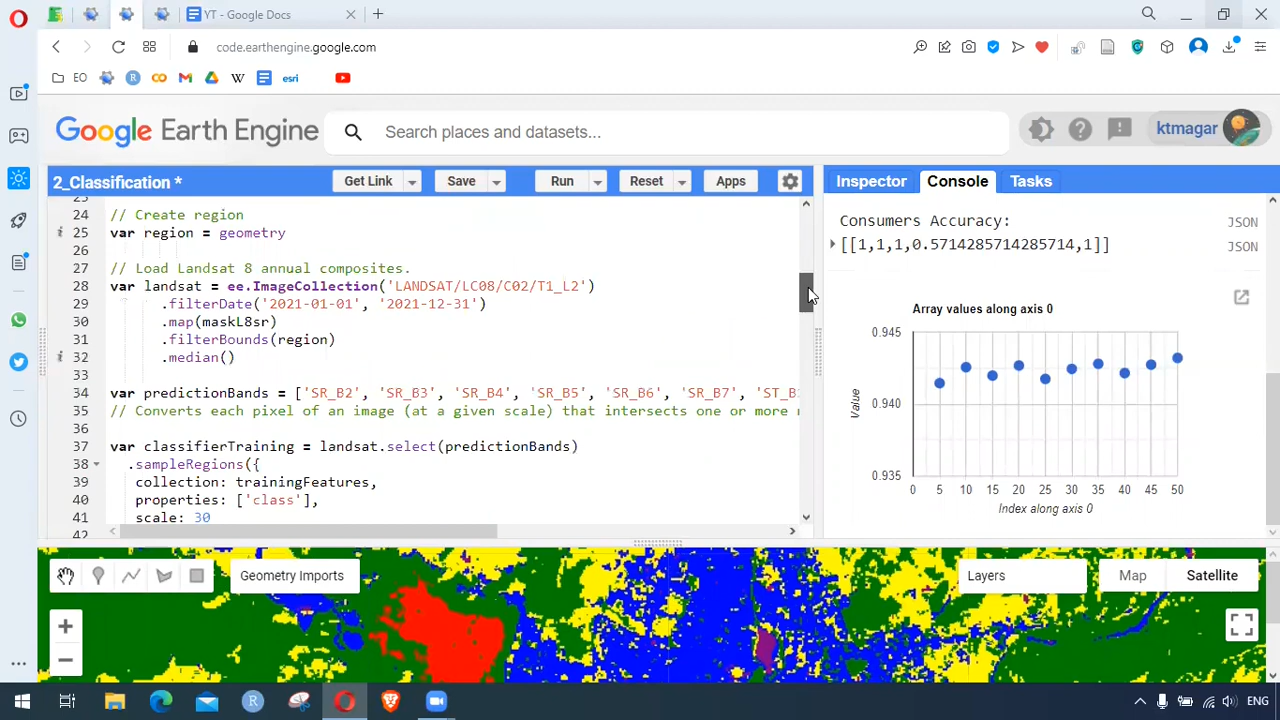 YT - Google Docs
code.earthengine.google.com
EO
R
W
esri
Google Earth Engine
Search places and datasets...
ktmagar
2_Classification *
Get Link
Save
Run
Reset
Apps
Inspector
Console
Tasks
24 // Create region
i 25 var region = geometry
26
27 // Load Landsat 8 annual composites.
28 var landsat = ee.ImageCollection('LANDSAT/LC08/C02/T1_L2')
29 .filterDate('2021-01-01', '2021-12-31')
30 .map(maskL8sr)
31 .filterBounds(region)
i 32 .median()
33
34 var predictionBands = ['SR_B2', 'SR_B3', 'SR_B4', 'SR_B5', 'SR_B6', 'SR_B7',
35 // Converts each pixel of an image (at a given scale) that intersects one or more
36
37 var classifierTraining = landsat.select(predictionBands)
38 .sampleRegions({
39 collection: trainingFeatures,
40 properties: ['class'],
41 scale: 30
Consumers Accuracy:
JSON
[[1,1,1,0.5714285714285714,1]]
JSON
Array values along axis 0
0.945
0.940
0.935
Value
0 5 10 15 20 25 30 35 40 45 50
Index along axis 0
Geometry Imports
Layers
Map
Satellite
+
−
R
ENG